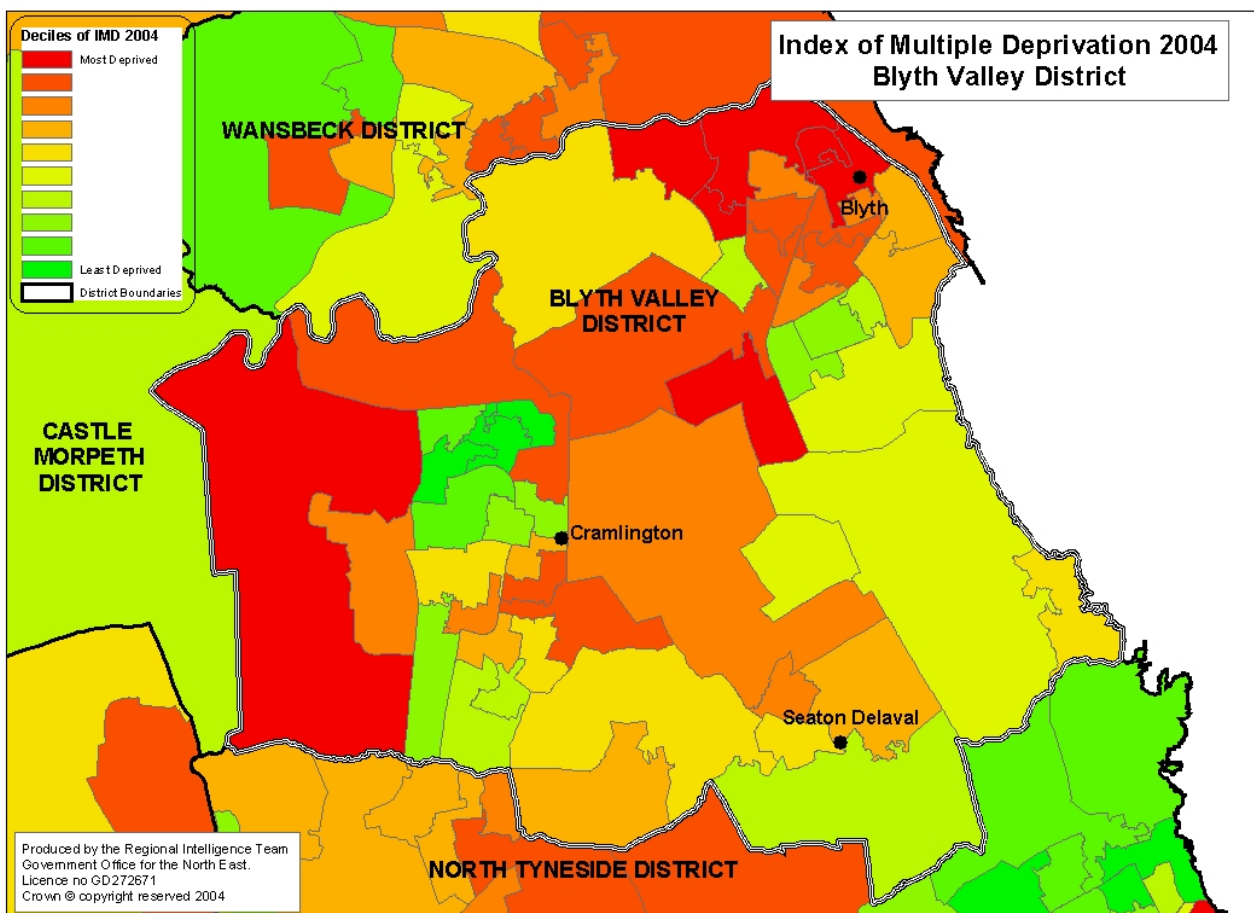 Index of Multiple Deprivation 2004
Blyth Valley District
Deciles of IMD 2004
Most Deprived
Least Deprived
District Boundaries
WANSBECK DISTRICT
Blyth
BLYTH VALLEY
DISTRICT
CASTLE
MORPETH
DISTRICT
Cramlington
Seaton Delaval
NORTH TYNESIDE DISTRICT
Produced by the Regional Intelligence Team
Government Office for the North East.
Licence no GD272671
Crown © copyright reserved 2004